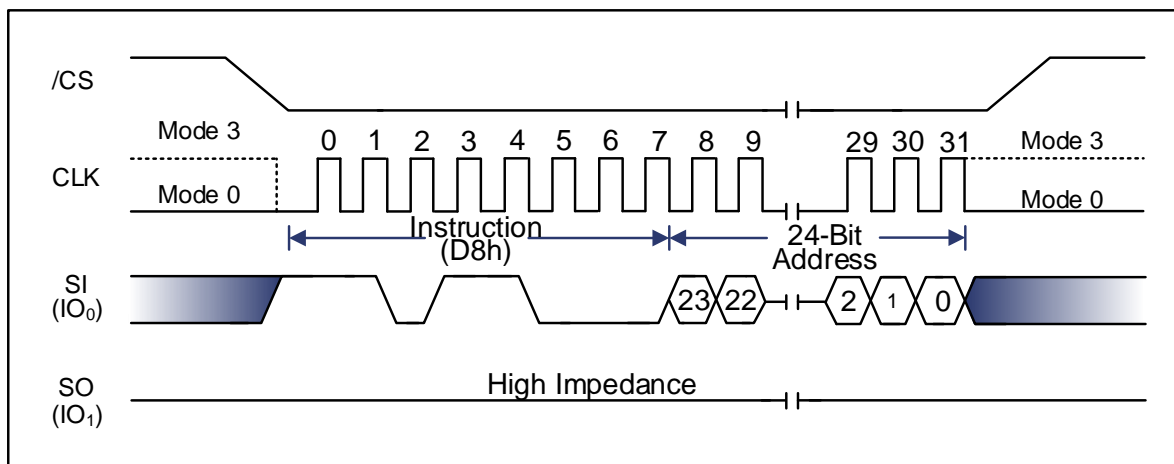 /CS
Mode 3
CLK
Mode 0
0 1 2 3 4 5 6 7 8 9 29 30 31
Mode 3
Mode 0
Instruction
(D8h)
24-Bit
Address
SI
(IO₀)
23 22 2 1 0
SO
(IO₁)
High Impedance